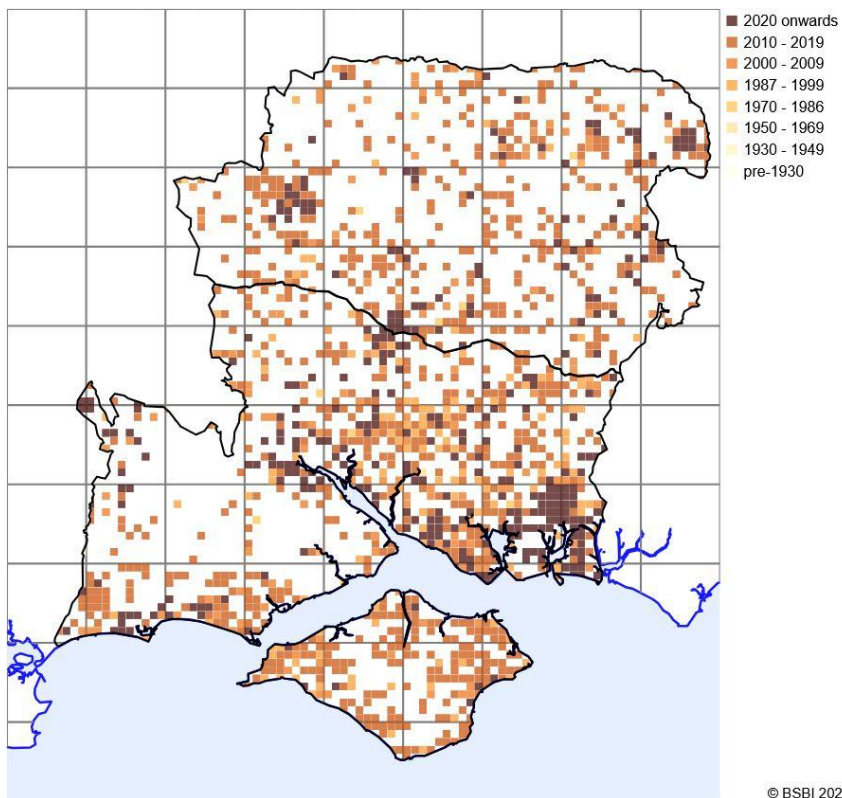 2020 onwards
2010 - 2019
2000 - 2009
1987 - 1999
1970 - 1986
1950 - 1969
1930 - 1949
pre-1930
© BSBI 202